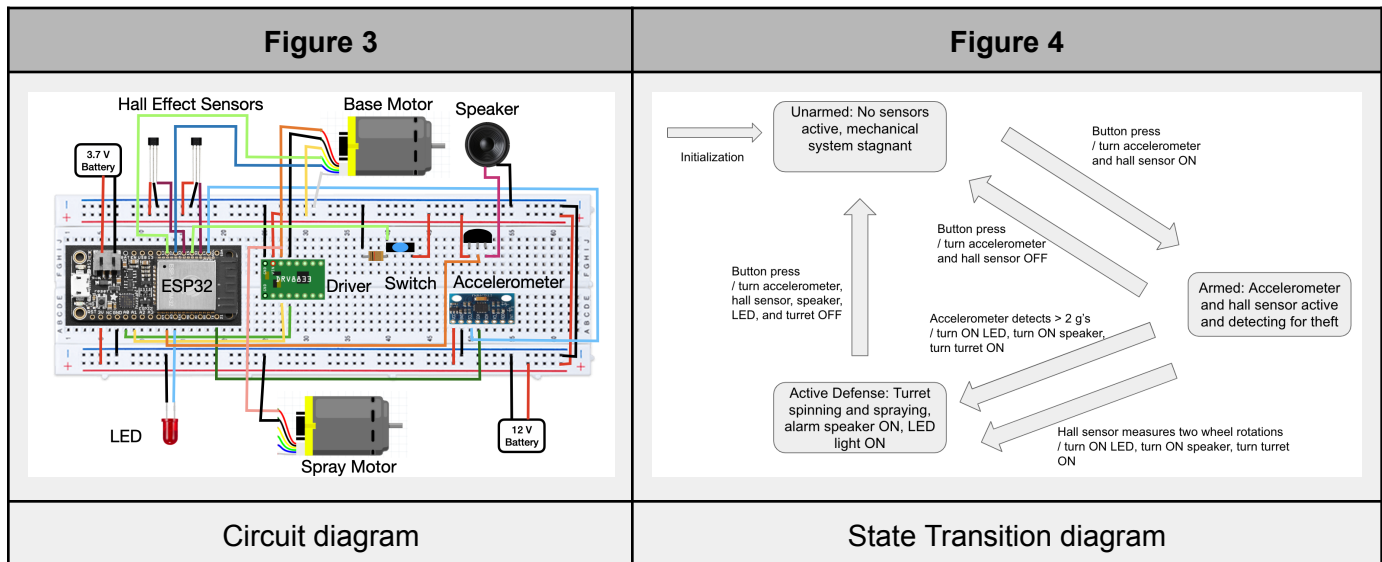 Figure 3
Figure 4
Hall Effect Sensors
Base Motor
Speaker
3.7 V
Battery
ESP32
DRV8833
Driver
Switch
Accelerometer
LED
Spray Motor
12 V
Battery
Initialization
Unarmed: No sensors
active, mechanical
system stagnant
Button press
/ turn accelerometer
and hall sensor ON
Button press
/ turn accelerometer
and hall sensor OFF
Button press
/ turn accelerometer,
hall sensor, speaker,
LED, and turret OFF
Armed: Accelerometer
and hall sensor active
and detecting for theft
Accelerometer detects > 2 g's
/ turn ON LED, turn ON speaker,
turn turret ON
Active Defense: Turret
spinning and spraying,
alarm speaker ON, LED
light ON
Hall sensor measures two wheel rotations
/ turn ON LED, turn ON speaker, turn turret
ON
Circuit diagram
State Transition diagram